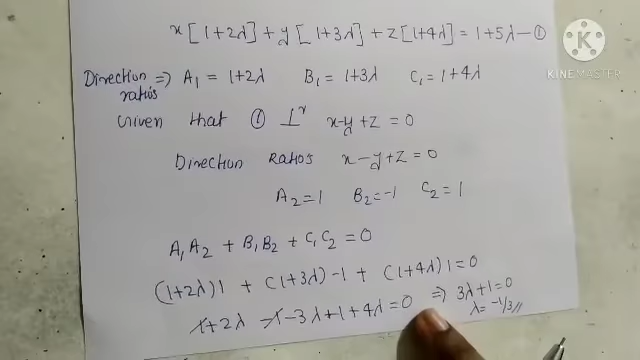 x[1+2λ]+y[1+3λ]+z[1+4λ]=1+5λ-①
Direction ratios ⇒ A₁ = 1+2λ B₁ = 1+3λ C₁ = 1+4λ
Given that ① ⊥ʳ x-y+z=0
Direction Ratios x-y+z=0
A₂=1 B₂=-1 C₂=1
A₁A₂ + B₁B₂ + C₁C₂ = 0
(1+2λ)1 + (1+3λ)-1 + (1+4λ)1=0
1+2λ -1-3λ+1+4λ=0 ⇒ 3λ+1=0
λ=-1/3//
KINEMASTER